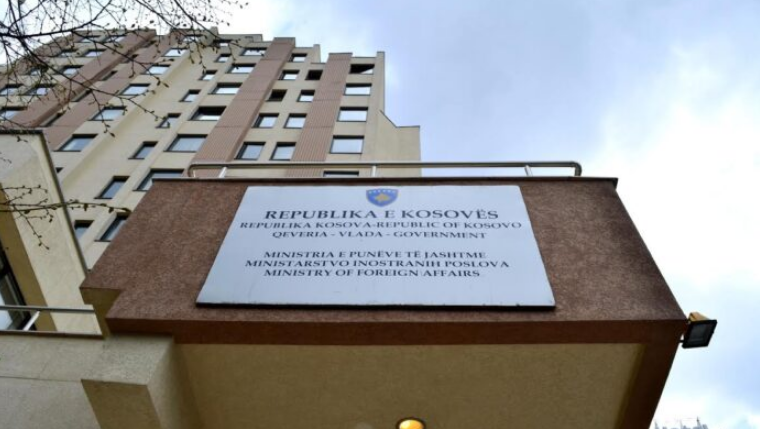 REPUBLIKA E KOSOVËS
REPUBLIKA KOSOVA-REPUBLIC OF KOSOVO
QEVERIA - VLADA - GOVERNMENT
MINISTRIA E PUNËVE TË JASHTME
MINISTARSTVO INOSTRANIH POSLOVA
MINISTRY OF FOREIGN AFFAIRS